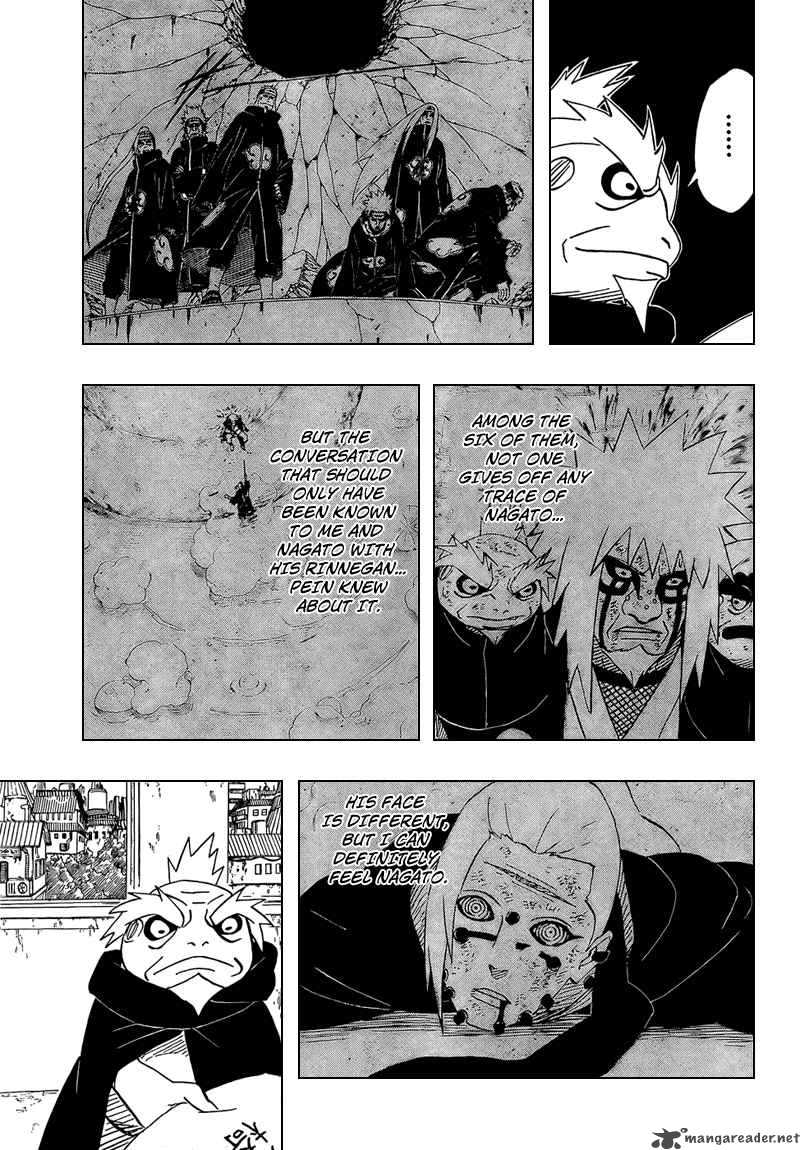 ........
AMONG THE
SIX OF THEM,
NOT ONE
GIVES OFF ANY
TRACE OF
NAGATO...
BUT THE
CONVERSATION
THAT SHOULD
ONLY HAVE
BEEN KNOWN
TO ME AND
NAGATO WITH
HIS RINNEGAN...
PEIN KNEW
ABOUT IT.
HIS FACE
IS DIFFERENT,
BUT I CAN
DEFINITELY
FEEL NAGATO.
mangareader.net